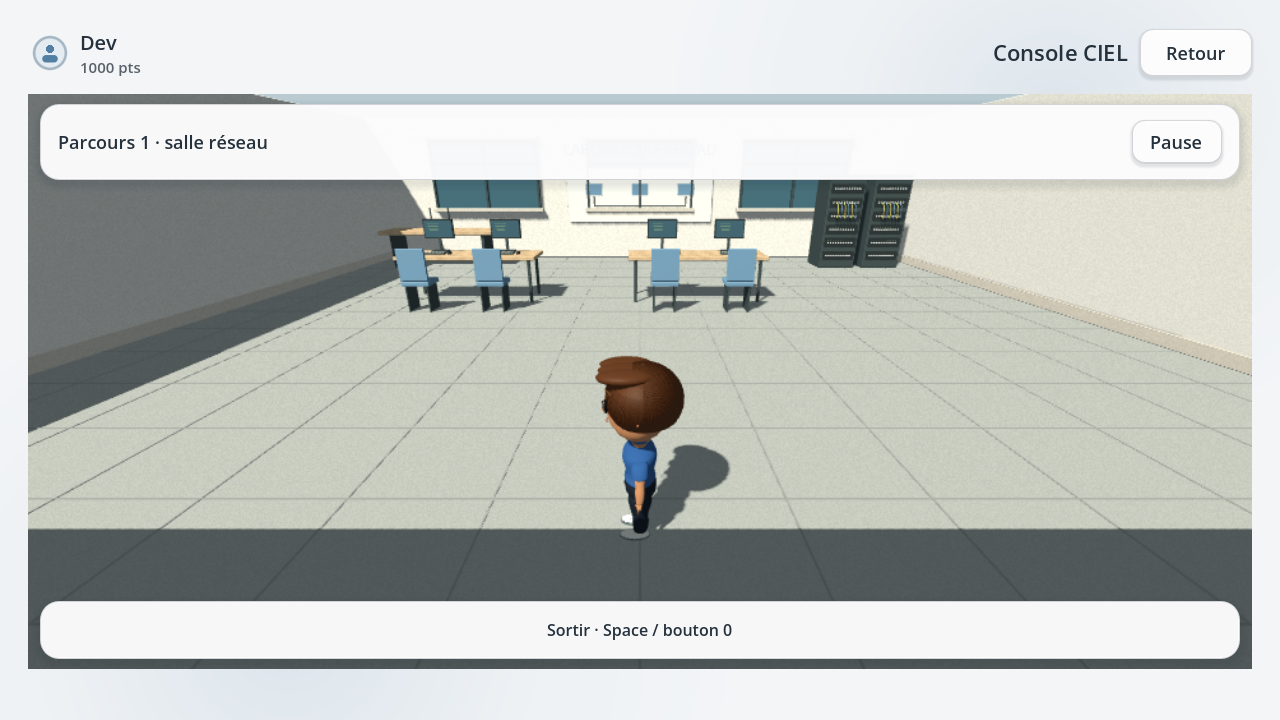 Dev
1000 pts
Console CIEL
Retour
Parcours 1 · salle réseau
Pause
Sortir · Space / bouton 0